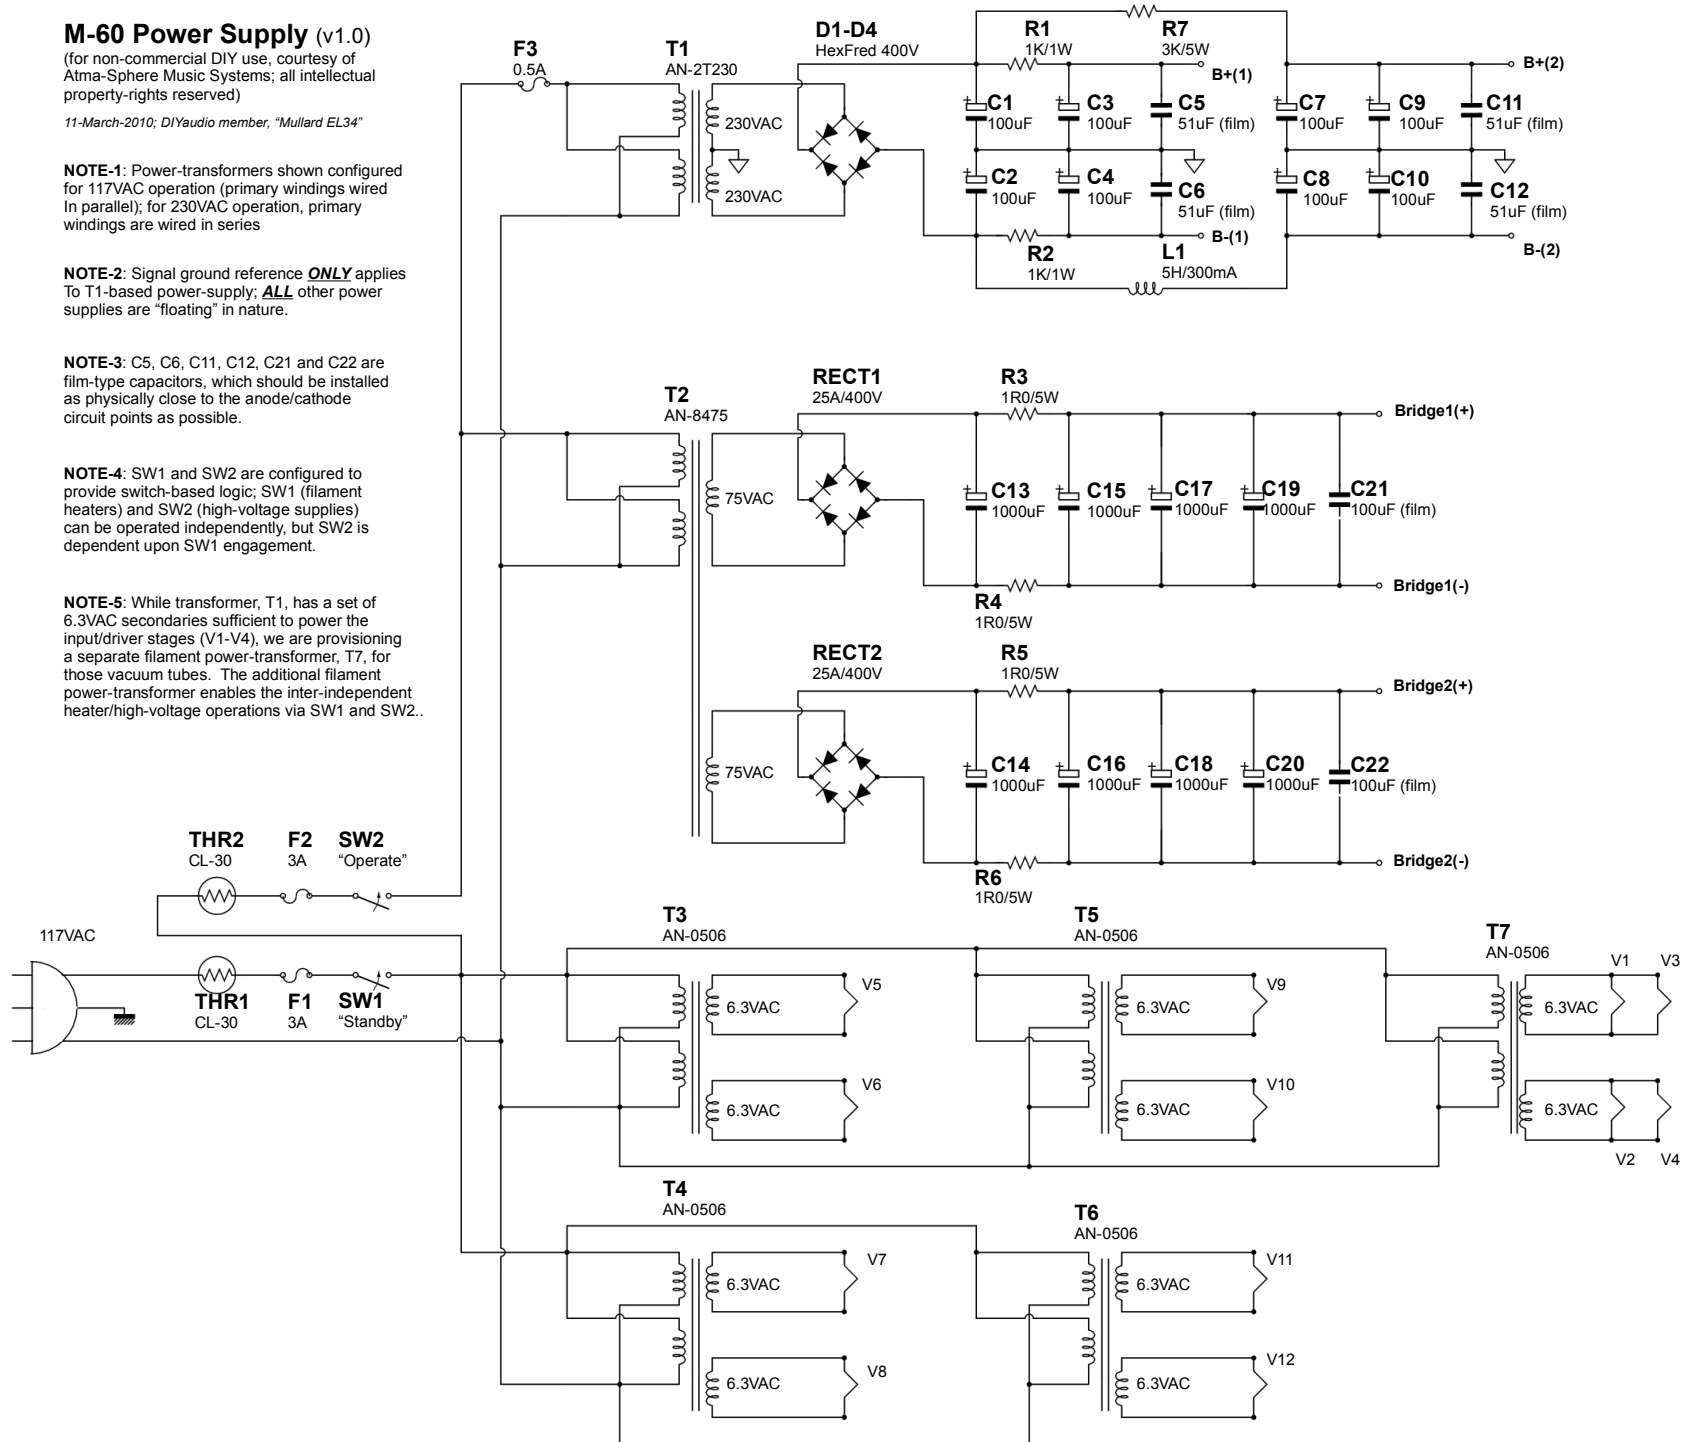 M-60 Power Supply (v1.0)
(for non-commercial DIY use, courtesy of
Atma-Sphere Music Systems; all intellectual
property-rights reserved)
11-March-2010; DIYaudio member, “Mullard EL34”
NOTE-1: Power-transformers shown configured
for 117VAC operation (primary windings wired
In parallel); for 230VAC operation, primary
windings are wired in series
NOTE-2: Signal ground reference ONLY applies
To T1-based power-supply; ALL other power
supplies are “floating” in nature.
NOTE-3: C5, C6, C11, C12, C21 and C22 are
film-type capacitors, which should be installed
as physically close to the anode/cathode
circuit points as possible.
NOTE-4: SW1 and SW2 are configured to
provide switch-based logic; SW1 (filament
heaters) and SW2 (high-voltage supplies)
can be operated independently, but SW2 is
dependent upon SW1 engagement.
NOTE-5: While transformer, T1, has a set of
6.3VAC secondaries sufficient to power the
input/driver stages (V1-V4), we are provisioning
a separate filament power-transformer, T7, for
those vacuum tubes. The additional filament
power-transformer enables the inter-independent
heater/high-voltage operations via SW1 and SW2..
F3
0.5A
T1
AN-2T230
230VAC
230VAC
D1-D4
HexFred 400V
R1
1K/1W
R7
3K/5W
B+(1)
B+(2)
+ C1
100uF
+ C3
100uF
C5
51uF (film)
+ C7
100uF
+ C9
100uF
C11
51uF (film)
+ C2
100uF
+ C4
100uF
C6
51uF (film)
+ C8
100uF
+ C10
100uF
C12
51uF (film)
B-(1)
B-(2)
R2
1K/1W
L1
5H/300mA
T2
AN-8475
75VAC
RECT1
25A/400V
R3
1R0/5W
Bridge1(+)
+ C13
1000uF
+ C15
1000uF
+ C17
1000uF
+ C19
1000uF
C21
100uF (film)
Bridge1(-)
R4
1R0/5W
75VAC
RECT2
25A/400V
R5
1R0/5W
Bridge2(+)
+ C14
1000uF
+ C16
1000uF
+ C18
1000uF
+ C20
1000uF
C22
100uF (film)
Bridge2(-)
R6
1R0/5W
THR2
CL-30
F2
3A
SW2
“Operate”
117VAC
THR1
CL-30
F1
3A
SW1
“Standby”
T3
AN-0506
6.3VAC
V5
6.3VAC
V6
T5
AN-0506
6.3VAC
V9
6.3VAC
V10
T7
AN-0506
6.3VAC
V1 V3
6.3VAC
V2 V4
T4
AN-0506
6.3VAC
V7
6.3VAC
V8
T6
AN-0506
6.3VAC
V11
6.3VAC
V12